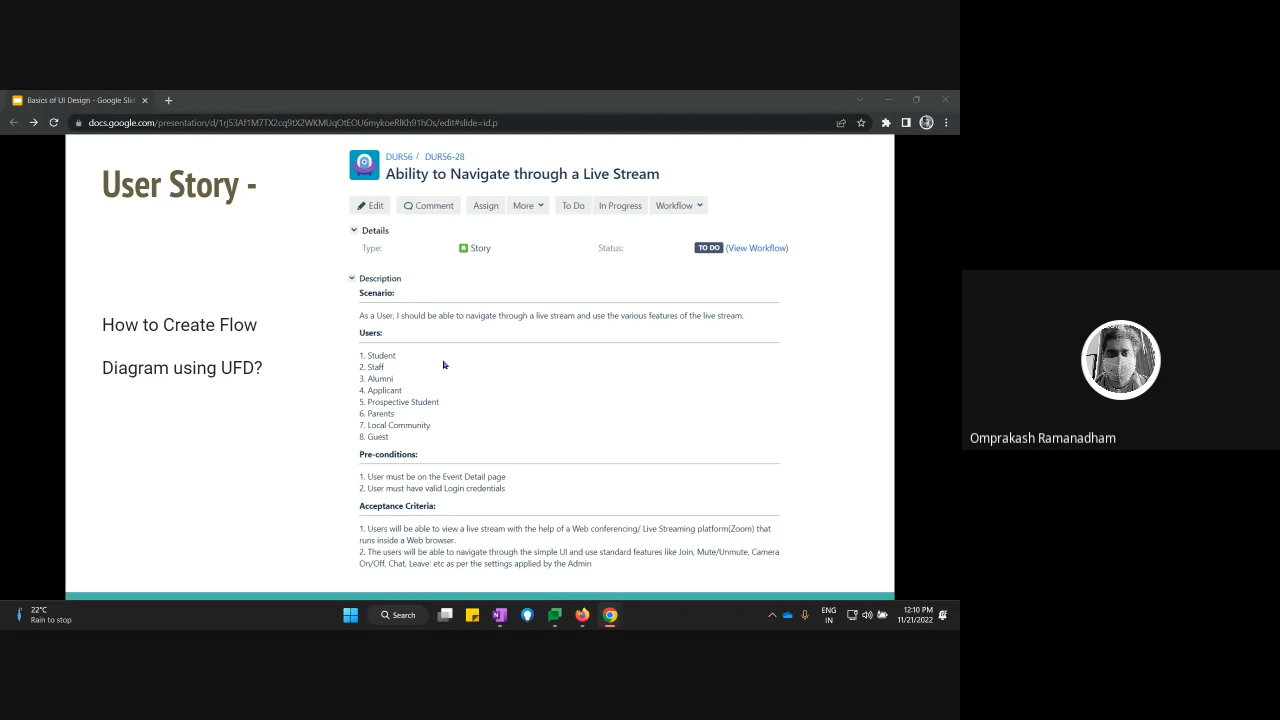 Basics of UI Design - Google Slid
docs.google.com/presentation/d/1rj53Af1M7TX2cq9tX2WKMUqOtEOU6mykoeRlKh91hOs/edit#slide=id.p
User Story -
How to Create Flow
Diagram using UFD?
DUR56 / DUR56-28
Ability to Navigate through a Live Stream
Edit Comment Assign More To Do In Progress Workflow
Details
Type: Story Status: TO DO (View Workflow)
Description
Scenario:
As a User, I should be able to navigate through a live stream and use the various features of the live stream.
Users:
1. Student
2. Staff
3. Alumni
4. Applicant
5. Prospective Student
6. Parents
7. Local Community
8. Guest
Pre-conditions:
1. User must be on the Event Detail page
2. User must have valid Login credentials
Acceptance Criteria:
1. Users will be able to view a live stream with the help of a Web conferencing/ Live Streaming platform(Zoom) that
runs inside a Web browser.
2. The users will be able to navigate through the simple UI and use standard features like Join, Mute/Unmute, Camera
On/Off, Chat, Leave' etc as per the settings applied by the Admin
Omprakash Ramanadham
22°C
Rain to stop
Search
ENG
IN
12:10 PM
11/21/2022